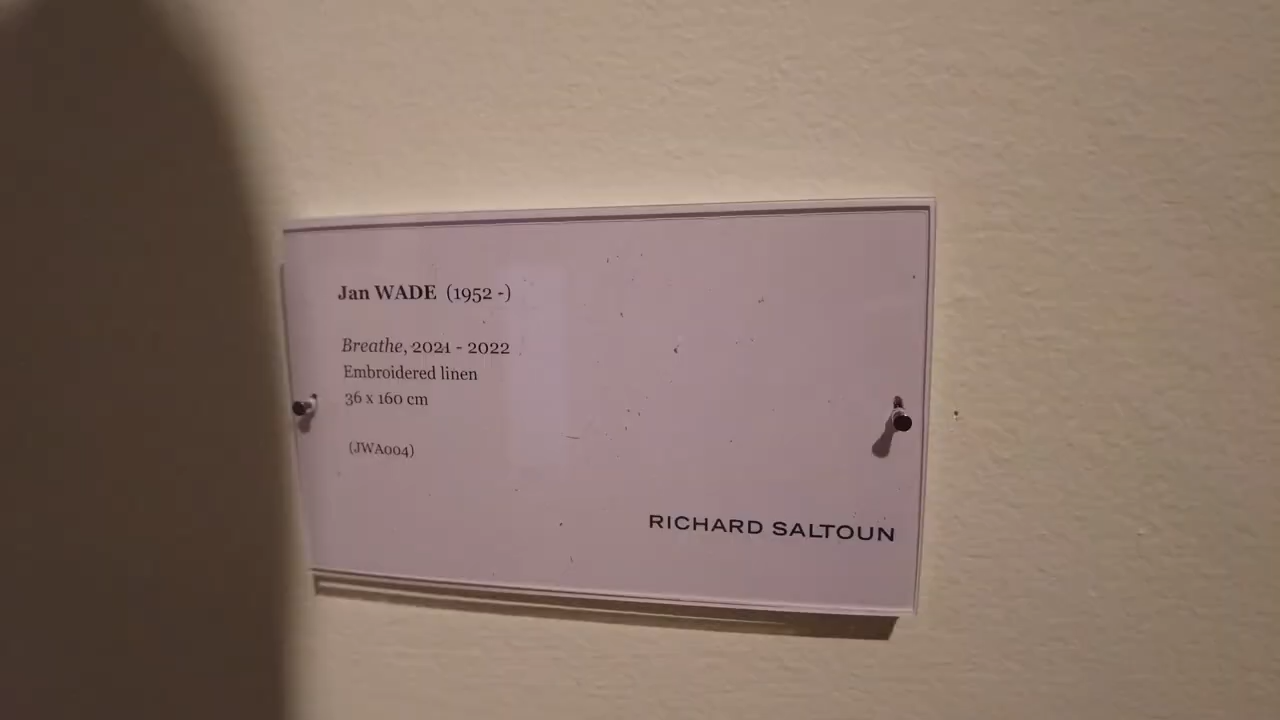 Jan WADE (1952 -)
Breathe, 2021 - 2022
Embroidered linen
36 x 160 cm
(JWA004)
RICHARD SALTOUN